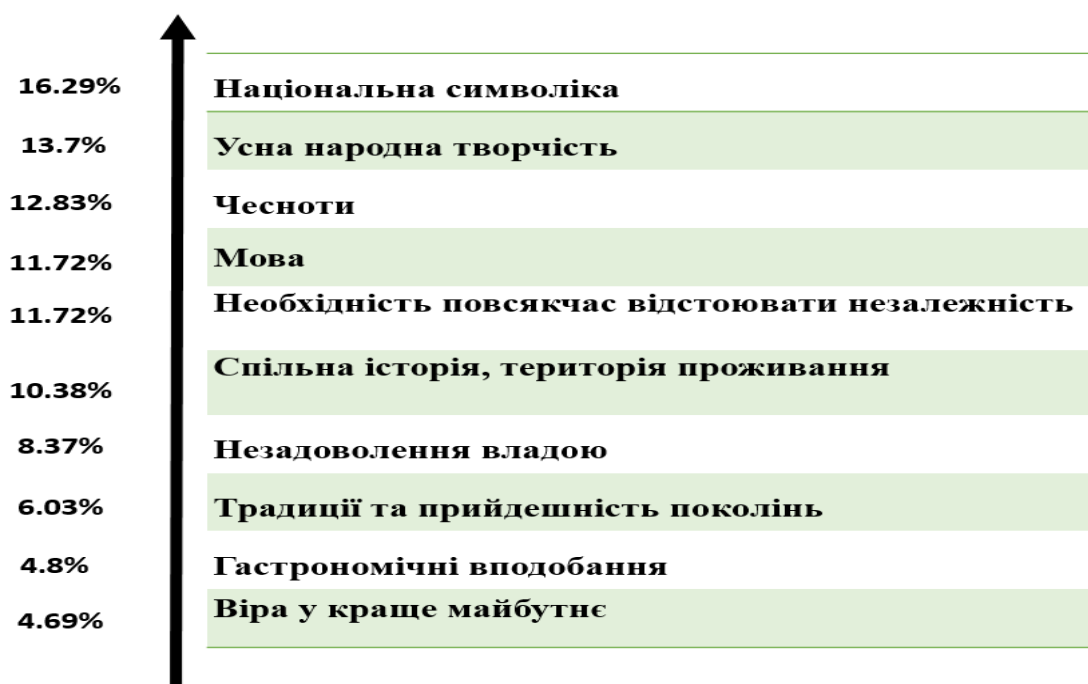 16.29% Національна символіка
13.7% Усна народна творчість
12.83% Чесноти
11.72% Мова
11.72% Необхідність повсякчас відстоювати незалежність
10.38% Спільна історія, територія проживання
8.37% Незадоволення владою
6.03% Традиції та прийдешність поколінь
4.8% Гастрономічні вподобання
4.69% Віра у краще майбутнє